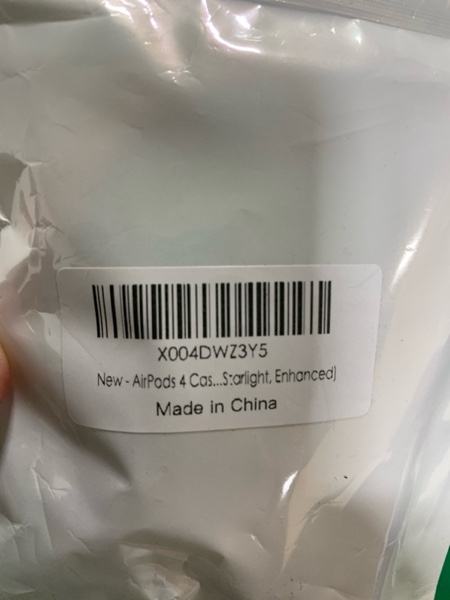 X004DWZ3Y5
New - AirPods 4 Cas...Starlight, Enhanced)
Made in China